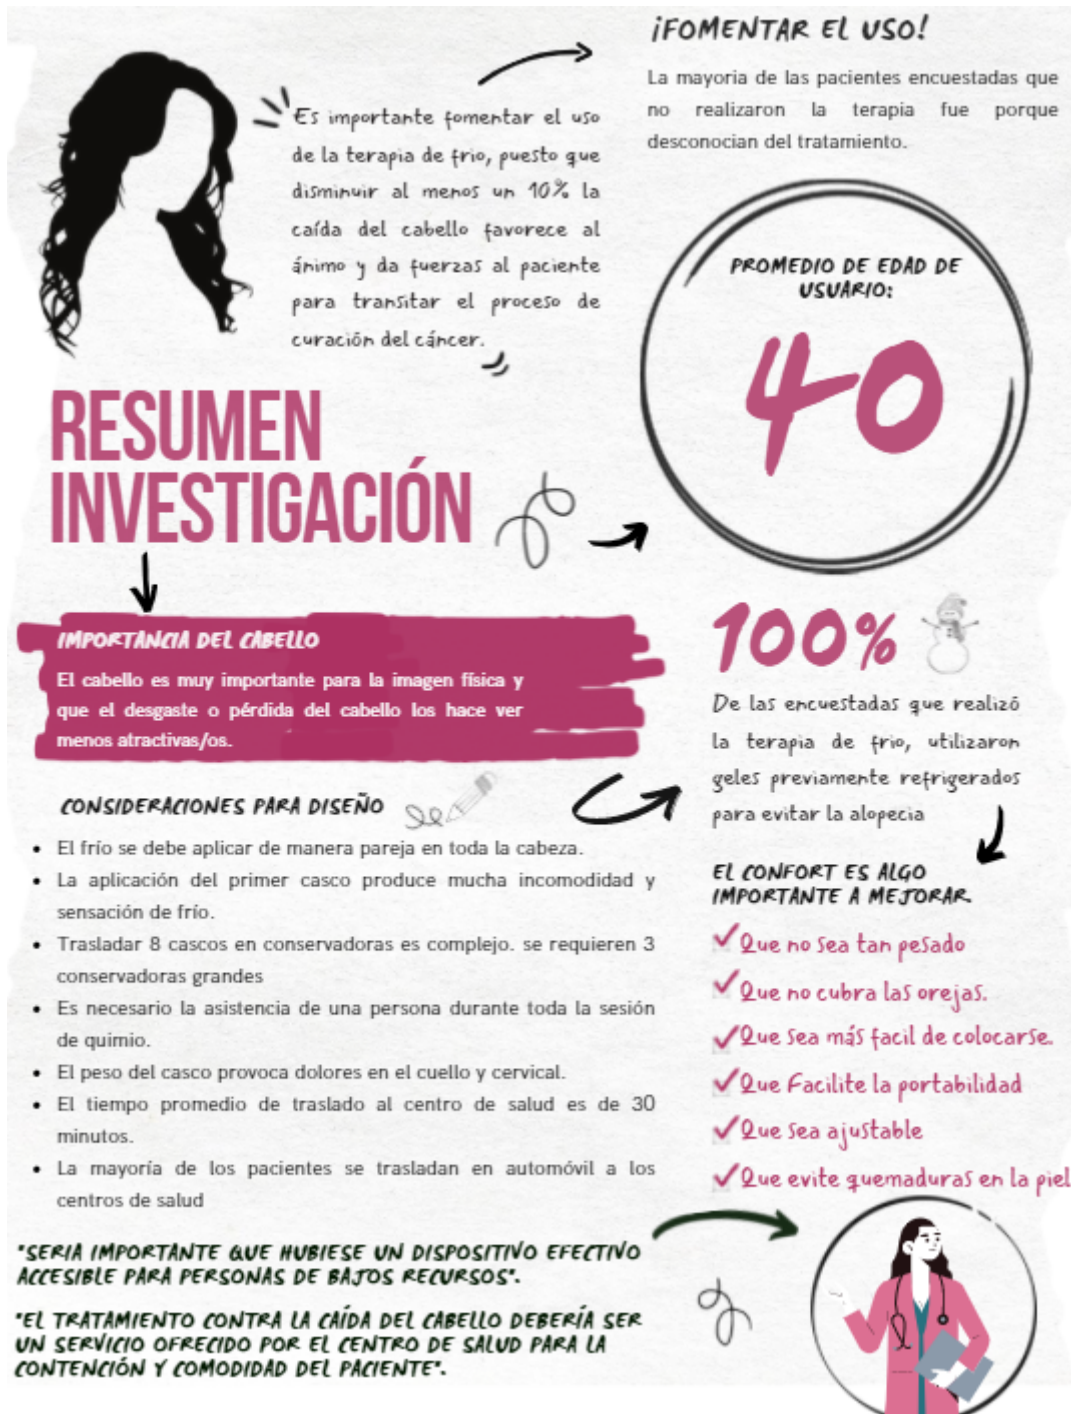 ¡FOMENTAR EL USO!
La mayoria de las pacientes encuestadas que
no realizaron la terapia fue porque
desconocian del tratamiento.
Es importante fomentar el uso
de la terapia de frio, puesto que
disminuir al menos un 10% la
caída del cabello favorece al
ánimo y da fuerzas al paciente
para transitar el proceso de
curación del cáncer.
PROMEDIO DE EDAD DE
USUARIO:
40
RESUMEN
INVESTIGACIÓN
IMPORTANCIA DEL CABELLO
El cabello es muy importante para la imagen física y
que el desgaste o pérdida del cabello los hace ver
menos atractivas/os.
100%
De las encuestadas que realizó
la terapia de frio, utilizaron
geles previamente refrigerados
para evitar la alopecia
CONSIDERACIONES PARA DISEÑO
• El frío se debe aplicar de manera pareja en toda la cabeza.
• La aplicación del primer casco produce mucha incomodidad y
sensación de frío.
• Trasladar 8 cascos en conservadoras es complejo. se requieren 3
conservadoras grandes
• Es necesario la asistencia de una persona durante toda la sesión
de quimio.
• El peso del casco provoca dolores en el cuello y cervical.
• El tiempo promedio de traslado al centro de salud es de 30
minutos.
• La mayoría de los pacientes se trasladan en automóvil a los
centros de salud
EL CONFORT ES ALGO
IMPORTANTE A MEJORAR.
Que no sea tan pesado
Que no cubra las orejas.
Que sea más facil de colocarse.
Que Facilite la portabilidad
Que sea ajustable
Que evite quemaduras en la piel
"SERIA IMPORTANTE QUE HUBIESE UN DISPOSITIVO EFECTIVO
ACCESIBLE PARA PERSONAS DE BAJOS RECURSOS".
"EL TRATAMIENTO CONTRA LA CAÍDA DEL CABELLO DEBERÍA SER
UN SERVICIO OFRECIDO POR EL CENTRO DE SALUD PARA LA
CONTENCIÓN Y COMODIDAD DEL PACIENTE".